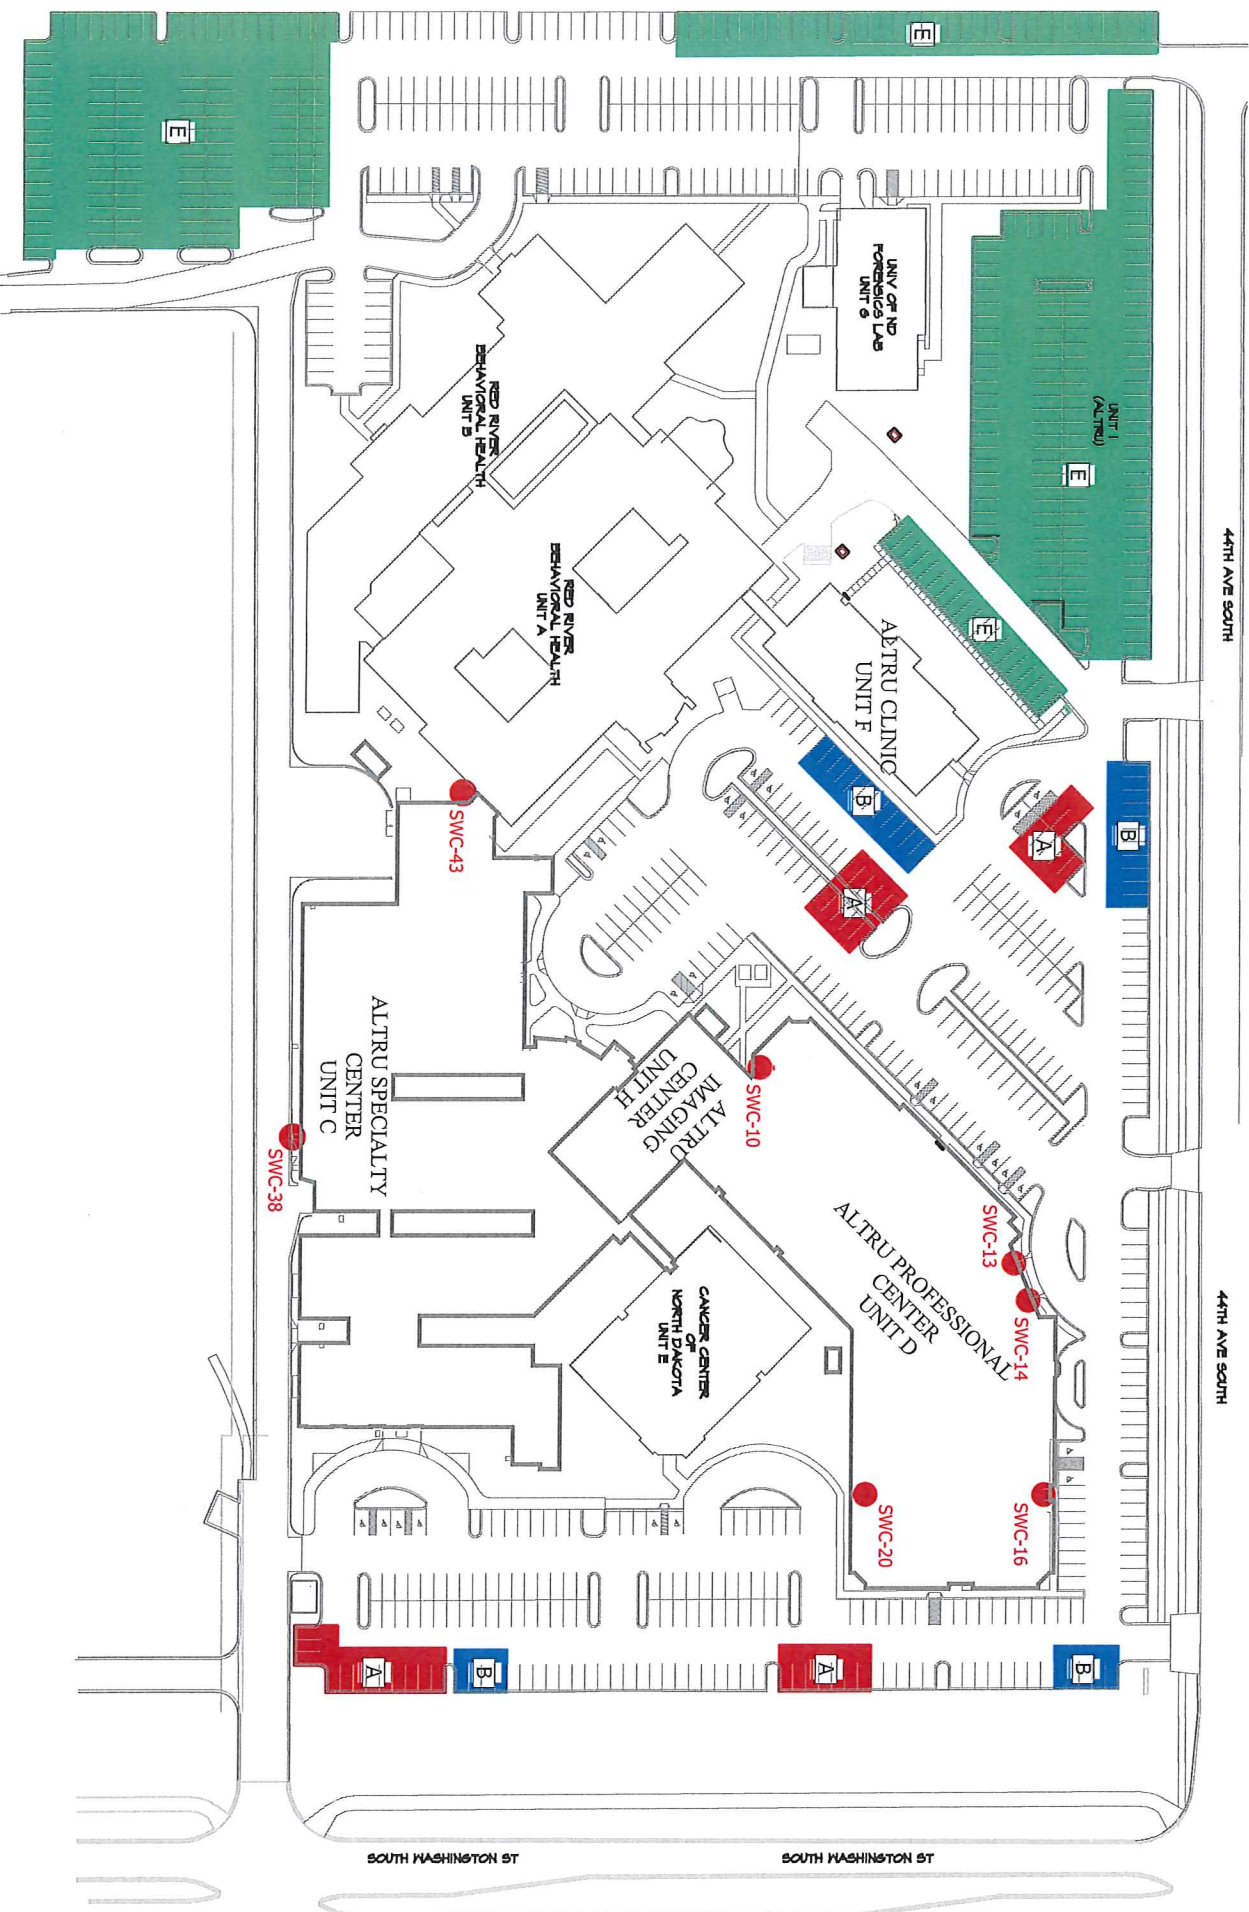 E
E
UNIV OF ND
FORENSICS LAB
UNIT G
UNIT I
(ALTRU)
E
44TH AVE SOUTH
RED RIVER
BEHAVIORAL HEALTH
UNIT B
RED RIVER
BEHAVIORAL HEALTH
UNIT A
E
ALTRU CLINIC
UNIT F
B
A
B
A
SWC-43
ALTRU SPECIALTY
CENTER
UNIT C
ALTRU
IMAGING
CENTER
UNIT H
SWC-10
SWC-38
ALTRU PROFESSIONAL
CENTER
UNIT D
SWC-13
SWC-14
44TH AVE SOUTH
CANCER CENTER
OF
NORTH DAKOTA
UNIT E
SWC-20
SWC-16
A
B
A
B
SOUTH WASHINGTON ST
SOUTH WASHINGTON ST